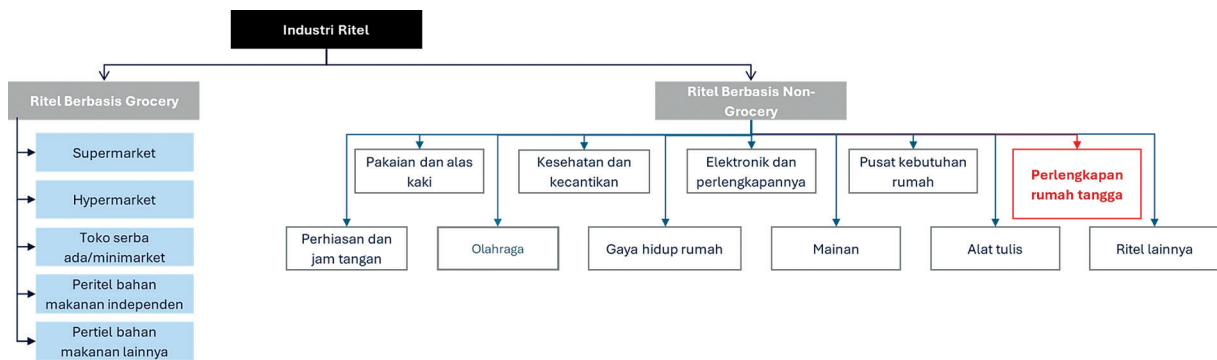 Industri Ritel
Ritel Berbasis Grocery
Supermarket
Hypermarket
Toko serba
ada/minimarket
Peritel bahan
makanan independen
Pertiel bahan
makanan lainnya
Ritel Berbasis Non-
Grocery
Pakaian dan alas
kaki
Kesehatan dan
kecantikan
Elektronik dan
perlengkapannya
Pusat kebutuhan
rumah
Perlengkapan
rumah tangga
Perhiasan dan
jam tangan
Olahraga
Gaya hidup rumah
Mainan
Alat tulis
Ritel lainnya